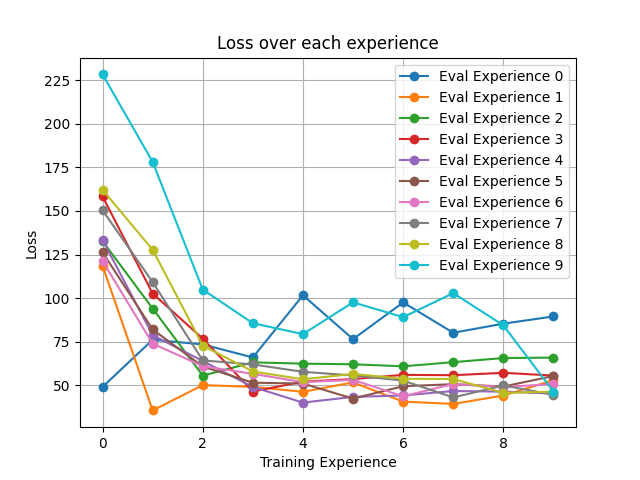 Loss over each experience
Loss
225
200
175
150
125
100
75
50
0
2
4
6
8
Training Experience
Eval Experience 0
Eval Experience 1
Eval Experience 2
Eval Experience 3
Eval Experience 4
Eval Experience 5
Eval Experience 6
Eval Experience 7
Eval Experience 8
Eval Experience 9